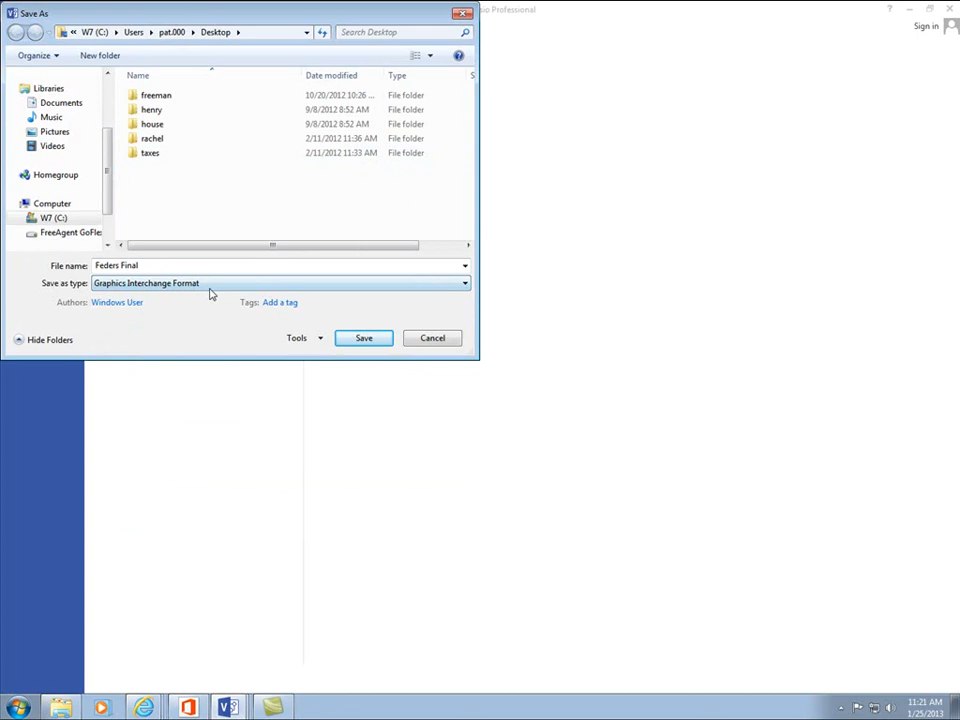 Save As
sio Professional
Sign in
« W7 (C:) Users pat.000 Desktop
Search Desktop
Organize New folder
Name Date modified Type S
Libraries
Documents
Music
Pictures
Videos
Homegroup
Computer
W7 (C:)
FreeAgent GoFle
freeman 10/20/2012 10:26 ... File folder
henry 9/8/2012 8:52 AM File folder
house 9/8/2012 8:52 AM File folder
rachel 2/11/2012 11:36 AM File folder
taxes 2/11/2012 11:33 AM File folder
File name: Feders Final
Save as type: Graphics Interchange Format
Authors: Windows User Tags: Add a tag
Hide Folders Tools Save Cancel
11:21 AM
1/25/2013